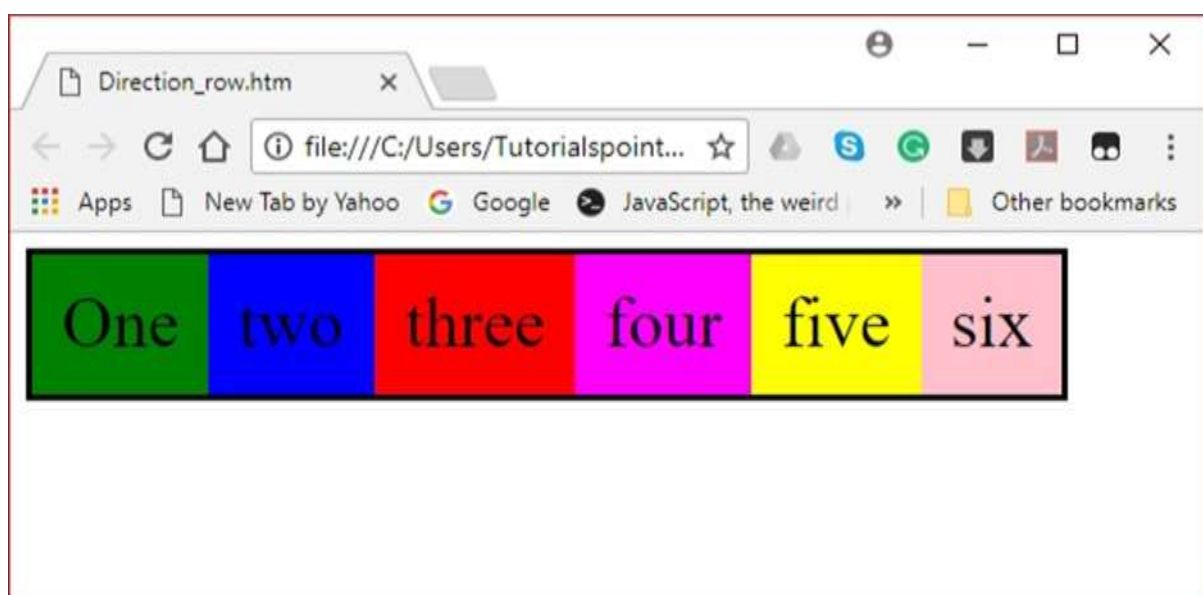 Direction_row.htm
file:///C:/Users/Tutorialspoint...
Apps New Tab by Yahoo Google JavaScript, the weird » Other bookmarks
One two three four five six